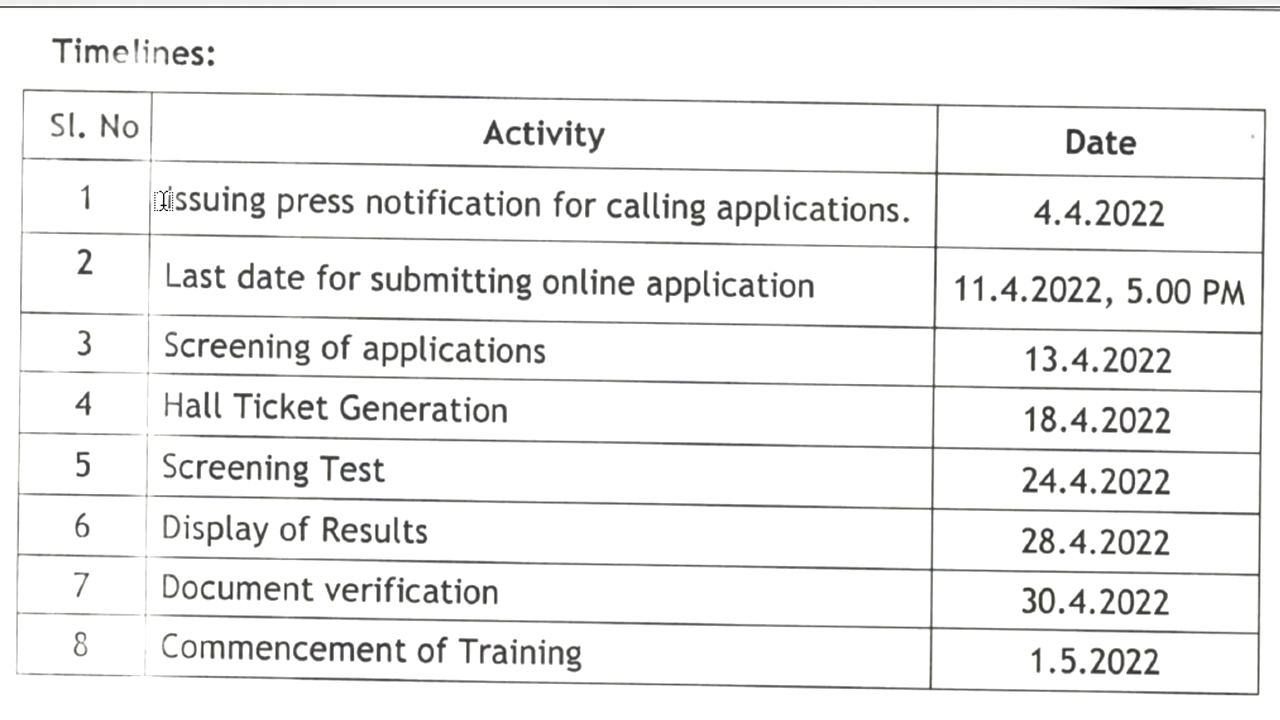 Timelines:
Sl. No Activity Date
1 Issuing press notification for calling applications. 4.4.2022
2 Last date for submitting online application 11.4.2022, 5.00 PM
3 Screening of applications 13.4.2022
4 Hall Ticket Generation 18.4.2022
5 Screening Test 24.4.2022
6 Display of Results 28.4.2022
7 Document verification 30.4.2022
8 Commencement of Training 1.5.2022